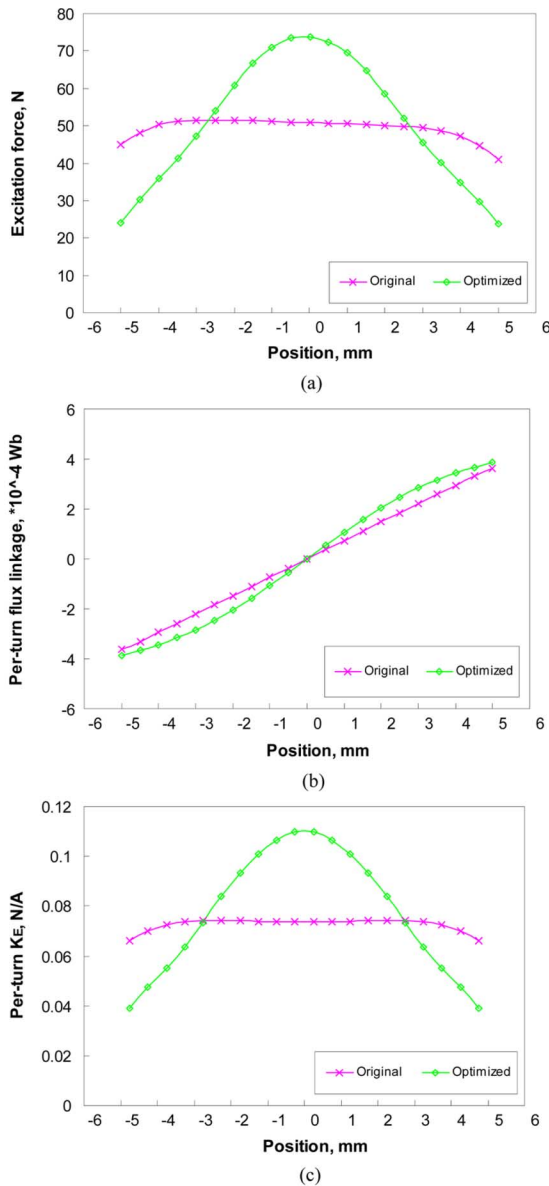 80
70
60
50
40
30
20
10
0
Excitation force, N
Original Optimized
-6 -5 -4 -3 -2 -1 0 1 2 3 4 5 6
Position, mm
(a)
6
4
2
0
-2
-4
-6
Per-turn flux linkage, *10^-4 Wb
Original Optimized
-6 -5 -4 -3 -2 -1 0 1 2 3 4 5 6
Position, mm
(b)
0.12
0.1
0.08
0.06
0.04
0.02
0
Per-turn KE, N/A
Original Optimized
-6 -5 -4 -3 -2 -1 0 1 2 3 4 5 6
Position, mm
(c)